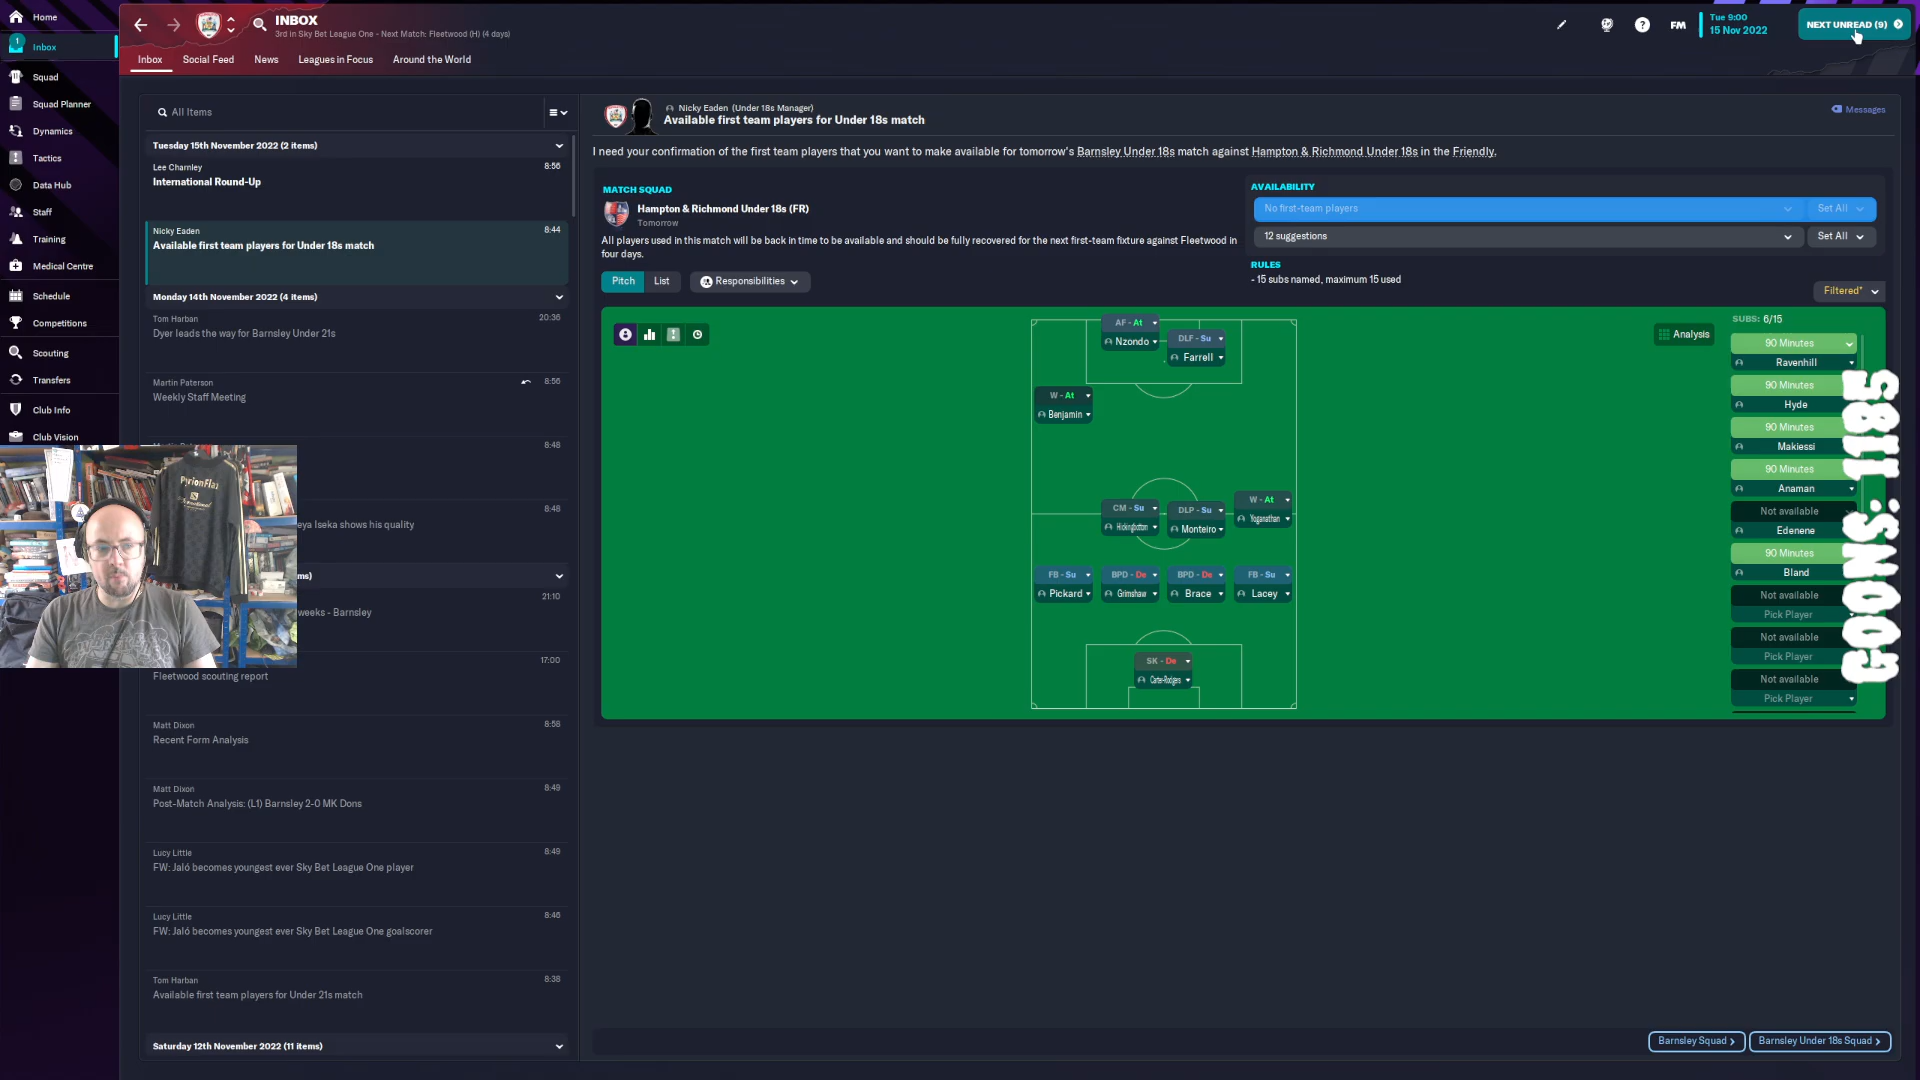 Home
INBOX
3rd in Sky Bet League One - Next Match: Fleetwood (H) (4 days)
FM
Tue 9:00
15 Nov 2022
NEXT UNREAD (9)
1
Inbox
Squad
Squad Planner
Dynamics
Tactics
Data Hub
Staff
Training
Medical Centre
Schedule
Competitions
Scouting
Transfers
Club Info
Club Vision
Inbox
Social Feed
News
Leagues in Focus
Around the World
All Items
Tuesday 15th November 2022 (2 items)
Lee Charnley
8:56
International Round-Up
Nicky Eaden
8:44
Available first team players for Under 18s match
Monday 14th November 2022 (4 items)
Tom Harban
20:36
Dyer leads the way for Barnsley Under 21s
Martin Paterson
8:56
Weekly Staff Meeting
8:48
8:48
eya Iseka shows his quality
ms)
21:10
weeks - Barnsley
17:00
Fleetwood scouting report
Matt Dixon
8:58
Recent Form Analysis
Matt Dixon
8:49
Post-Match Analysis: (L1) Barnsley 2-0 MK Dons
Lucy Little
8:49
FW: Jaló becomes youngest ever Sky Bet League One player
Lucy Little
8:46
FW: Jaló becomes youngest ever Sky Bet League One goalscorer
Tom Harban
8:38
Available first team players for Under 21s match
Saturday 12th November 2022 (11 items)
Nicky Eaden (Under 18s Manager)
Available first team players for Under 18s match
Messages
I need your confirmation of the first team players that you want to make available for tomorrow's Barnsley Under 18s match against Hampton & Richmond Under 18s in the Friendly.
MATCH SQUAD
Hampton & Richmond Under 18s (FR)
Tomorrow
All players used in this match will be back in time to be available and should be fully recovered for the next first-team fixture against Fleetwood in
four days.
AVAILABILITY
No first-team players
Set All
12 suggestions
Set All
RULES
- 15 subs named, maximum 15 used
Pitch
List
Responsibilities
Filtered*
Analysis
AF - At
Nzondo
DLF - Su
Farrell
W - At
Benjamin
CM - Su
Hickingbottom
DLP - Su
Monteiro
W - At
Yoganathan
FB - Su
Pickard
BPD - De
Grimshaw
BPD - De
Brace
FB - Su
Lacey
SK - De
Carter-Rodgers
SUBS: 6/15
90 Minutes
Ravenhill
90 Minutes
Hyde
90 Minutes
Makiessi
90 Minutes
Anaman
Not available
Edenene
90 Minutes
Bland
Not available
Pick Player
Not available
Pick Player
Not available
Pick Player
GOONS: 1185
PyrionFlax
Barnsley Squad
Barnsley Under 18s Squad